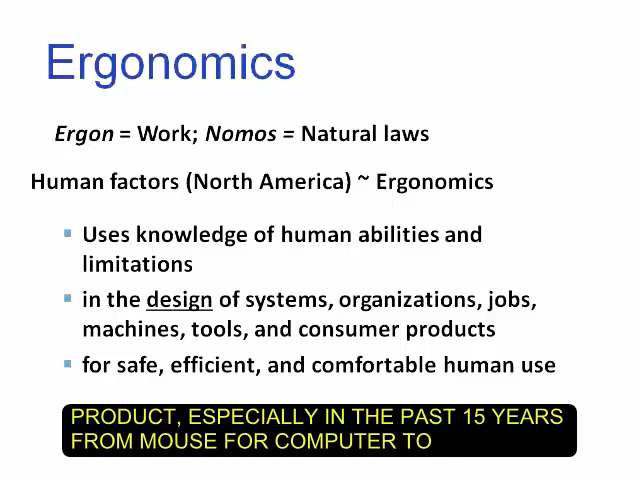 Ergonomics
Ergon = Work; Nomos = Natural laws
Human factors (North America) ~ Ergonomics
Uses knowledge of human abilities and
limitations
in the design of systems, organizations, jobs,
machines, tools, and consumer products
for safe, efficient, and comfortable human use
PRODUCT, ESPECIALLY IN THE PAST 15 YEARS
FROM MOUSE FOR COMPUTER TO